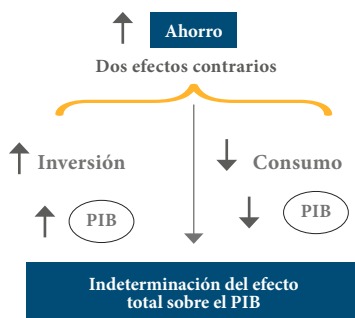 Ahorro
Dos efectos contrarios
Inversión
Consumo
PIB
PIB
Indeterminación del efecto
total sobre el PIB